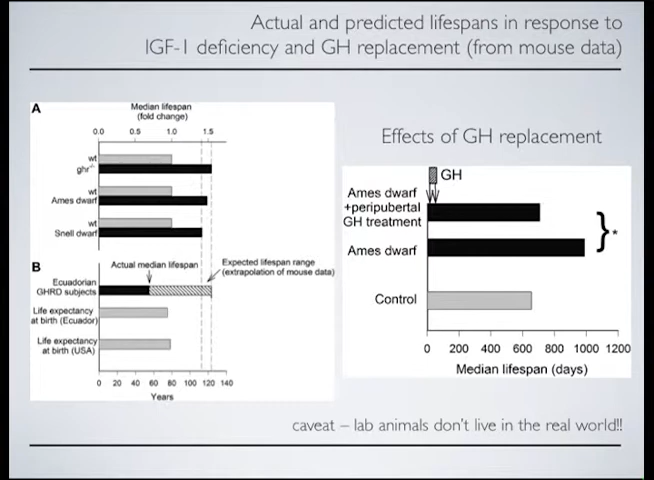 Actual and predicted lifespans in response to
IGF-1 deficiency and GH replacement (from mouse data)
A
Median lifespan
(fold change)
0.0 0.5 1.0 1.5
wt
ghr-/-
wt
Ames dwarf
wt
Snell dwarf
B
Actual median lifespan
Expected lifespan range
(extrapolation of mouse data)
Ecuadorian
GHRD subjects
Life expectancy
at birth (Ecuador)
Life expectancy
at birth (USA)
0 20 40 60 80 100 120 140
Years
Effects of GH replacement
GH
Ames dwarf
+peripubertal
GH treatment
*
Ames dwarf
Control
0 200 400 600 800 1000 1200
Median lifespan (days)
caveat – lab animals don't live in the real world!!